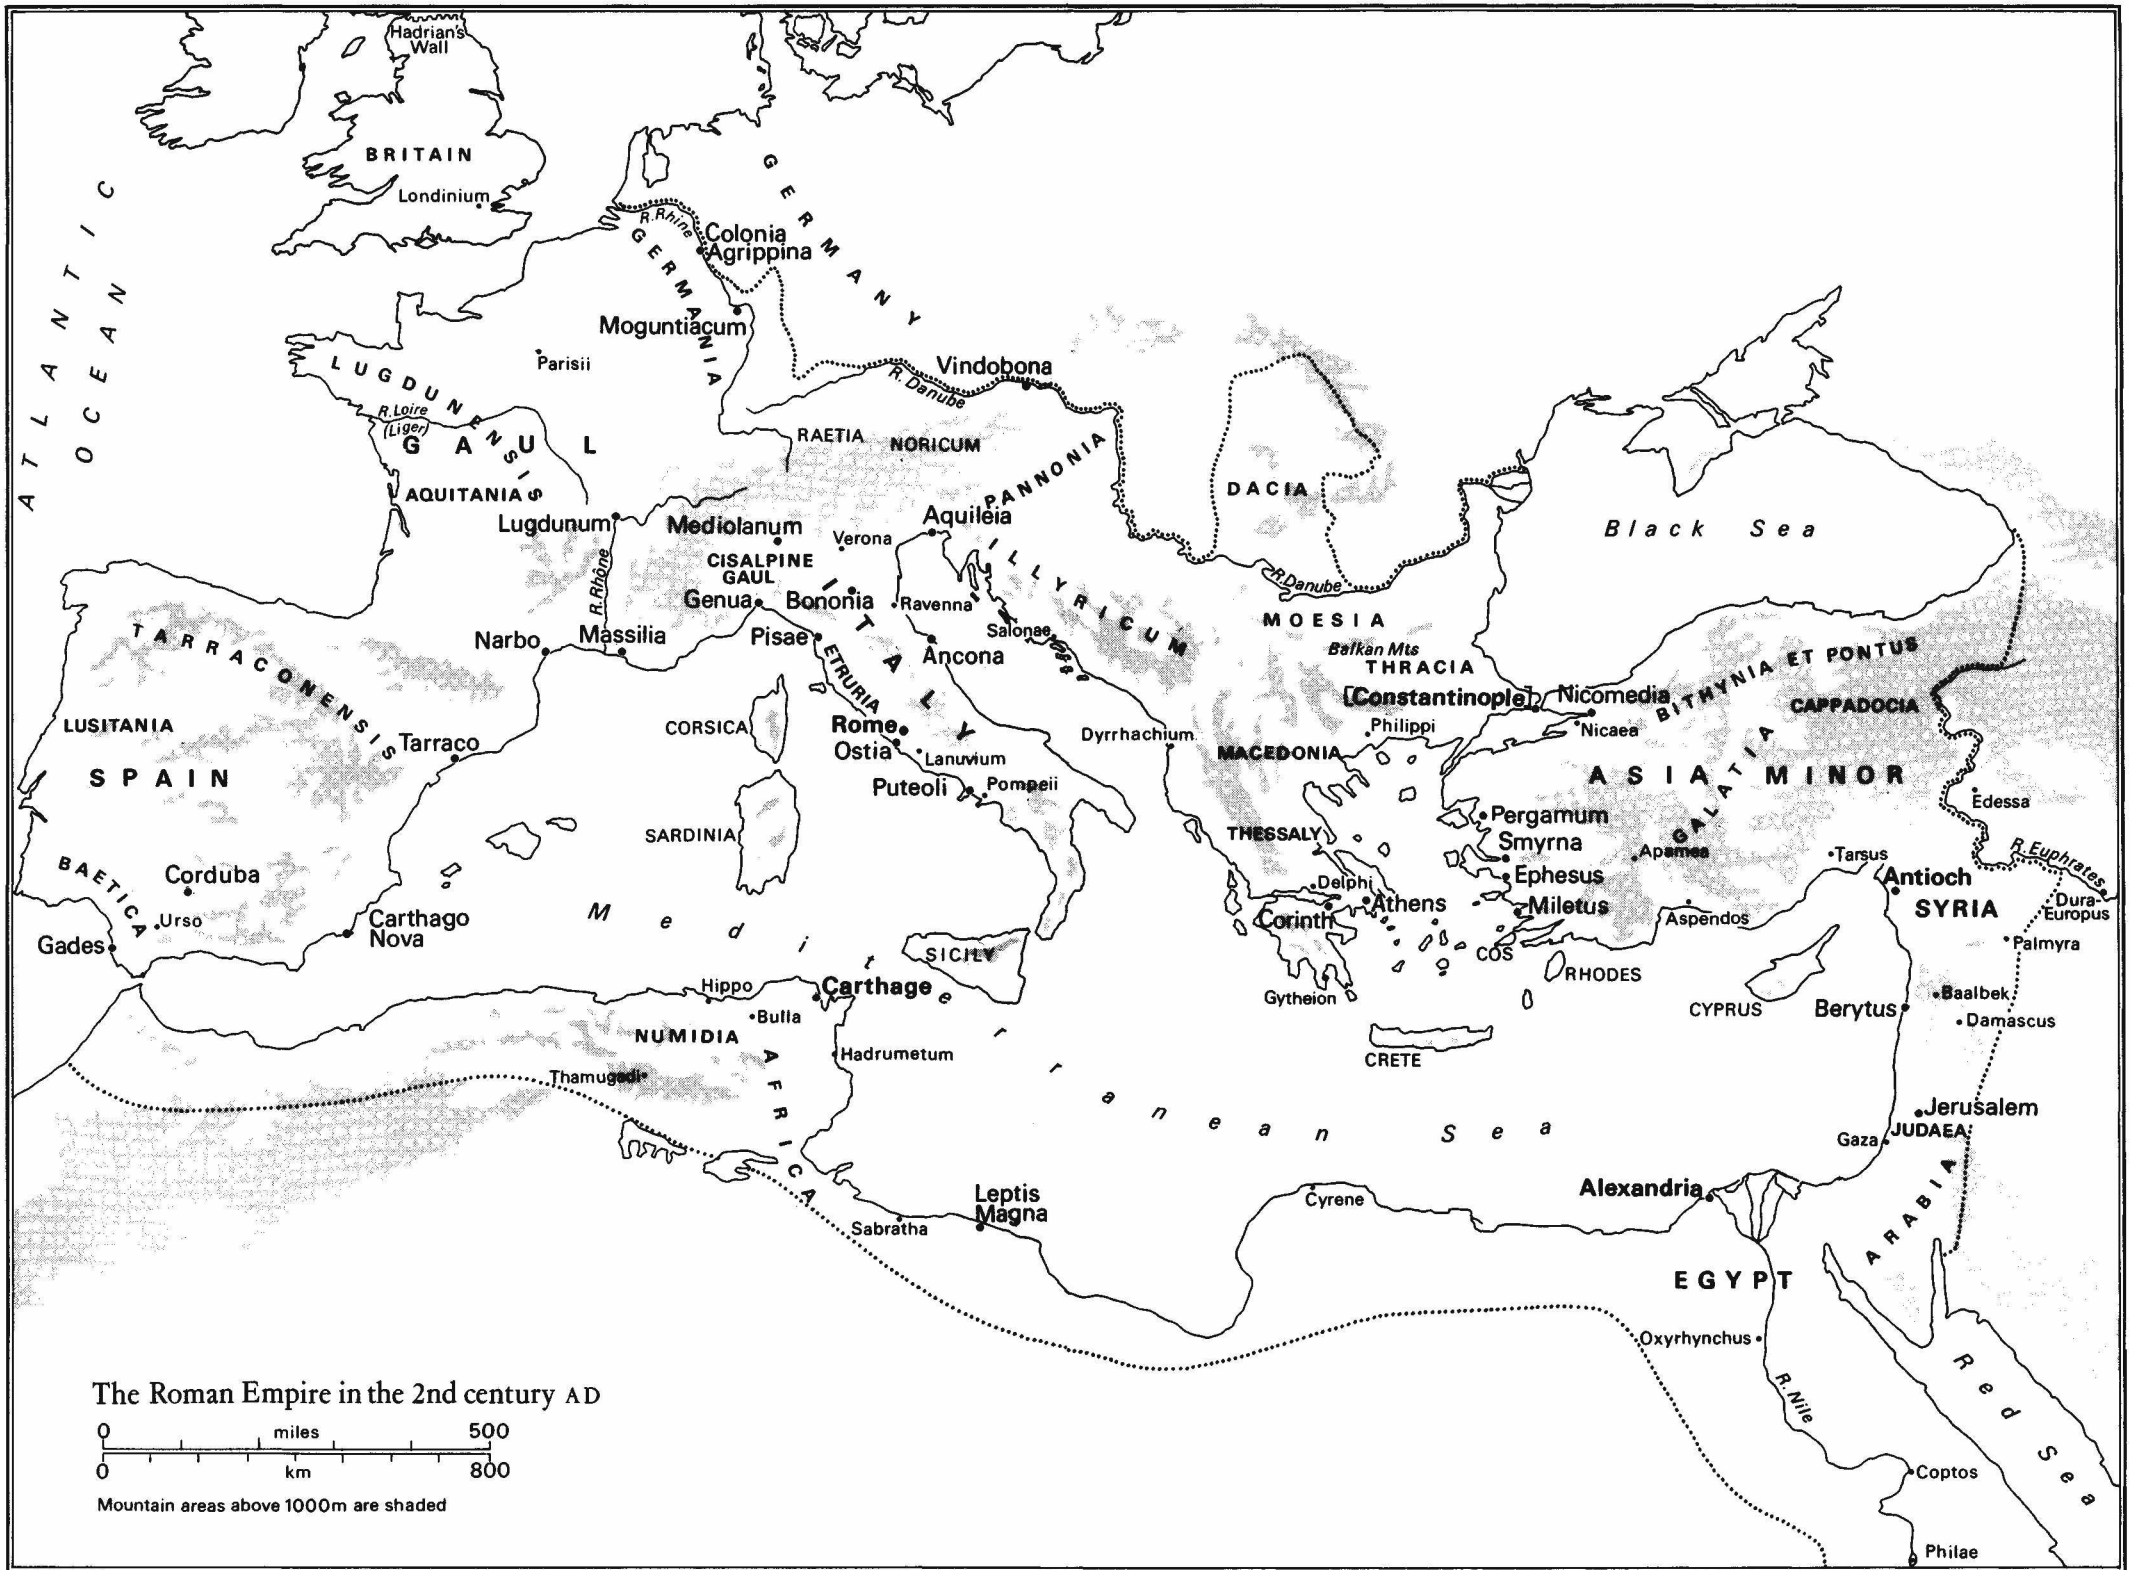 Hadrian's
Wall
BRITAIN
Londinium
ATLANTIC
OCEAN
GERMANY
R. Rhine
GERMANIA
Colonia
Agrippina
Moguntiacum
Parisii
LUGDUNENSIS
R. Loire
(Liger)
GAUL
AQUITANIA
Lugdunum
R. Rhône
Vindobona
R. Danube
RAETIA
NORICUM
PANNONIA
DACIA
Black Sea
Mediolanum
Verona
Aquileia
CISALPINE
GAUL
Genua
Bononia
Ravenna
ITALY
ILLYRICUM
R. Danube
MOESIA
Balkan Mts
THRACIA
Salonae
Narbo
Massilia
Pisae
Ancona
ETRURIA
TARRACONENSIS
LUSITANIA
SPAIN
Tarraco
CORSICA
Rome
Ostia
Lanuvium
Puteoli
Pompeii
Dyrrhachium
[Constantinople]
Nicomedia
Nicaea
BITHYNIA ET PONTUS
CAPPADOCIA
Philippi
MACEDONIA
ASIA MINOR
GALATIA
Edessa
R. Euphrates
SARDINIA
THESSALY
Pergamum
Smyrna
Apamea
Tarsus
BAETICA
Corduba
Urso
Gades
Carthago
Nova
Delphi
Ephesus
Antioch
Corinth
Athens
Miletus
Aspendos
SYRIA
Dura-
Europus
Palmyra
COS
RHODES
Mediterranean Sea
SICILY
Gytheion
CYPRUS
Berytus
Baalbek
Damascus
Hippo
Carthage
Bulla
NUMIDIA
AFRICA
Hadrumetum
Thamugadi
CRETE
Jerusalem
JUDAEA
Gaza
ARABIA
Leptis
Magna
Sabratha
Cyrene
Alexandria
EGYPT
Oxyrhynchus
R. Nile
Red Sea
Coptos
Philae
The Roman Empire in the 2nd century AD
0 miles 500
0 km 800
Mountain areas above 1000m are shaded